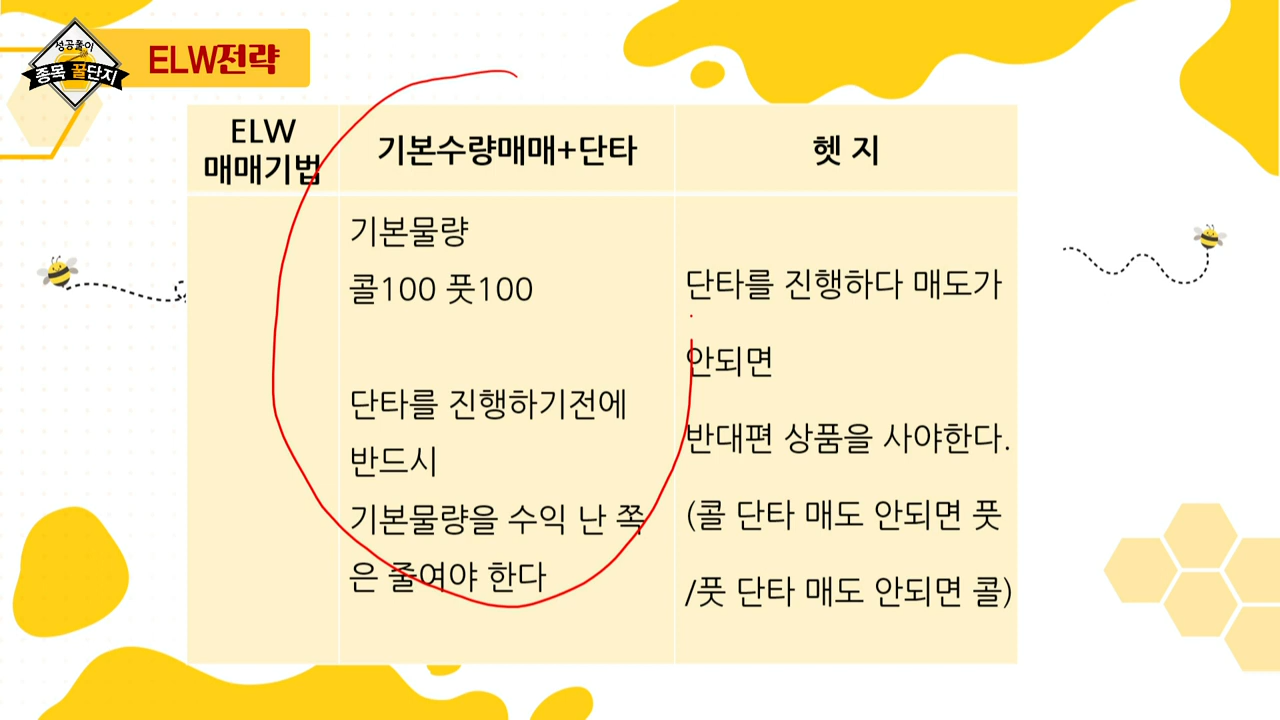 성공풀이
종목 꿀단지
ELW전략
ELW
매매기법
기본수량매매+단타
헷 지
기본물량
콜100 풋100
단타를 진행하기전에
반드시
기본물량을 수익 난 쪽
은 줄여야 한다
단타를 진행하다 매도가
안되면
반대편 상품을 사야한다.
(콜 단타 매도 안되면 풋
/풋 단타 매도 안되면 콜)